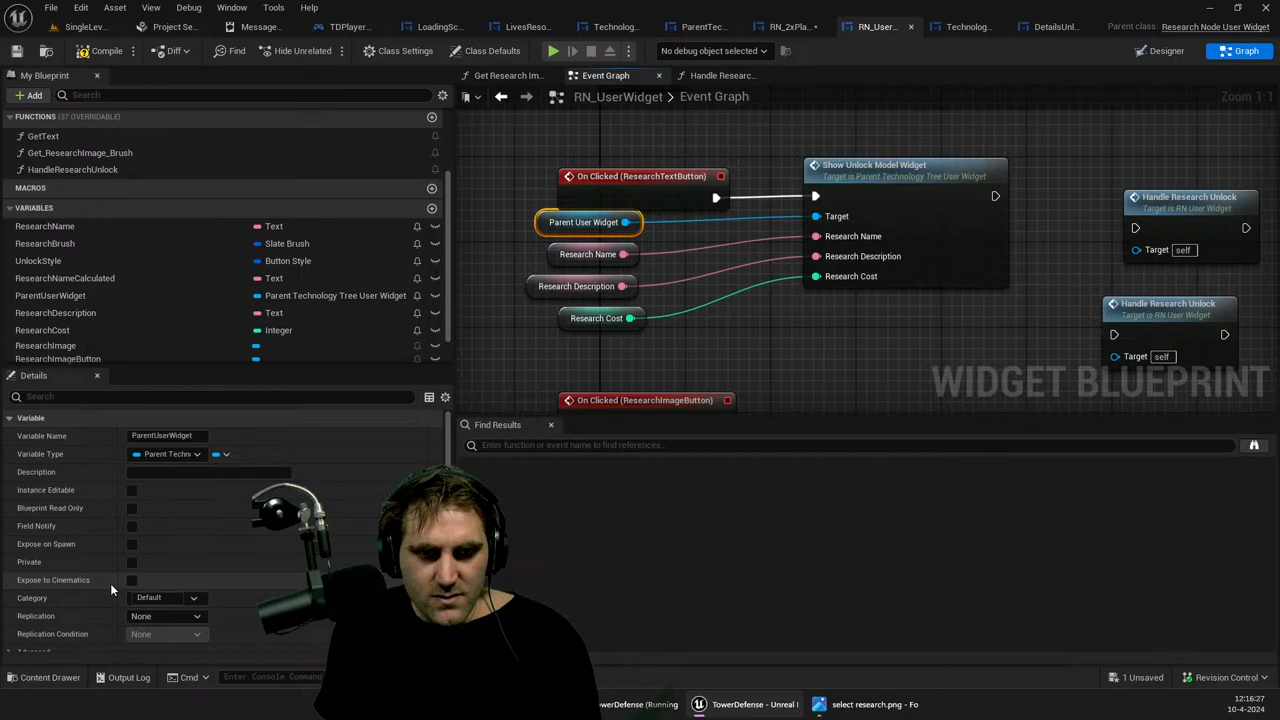 File Edit Asset View Debug Window Tools Help
SingleLev...
Project Se...
Message...
TDPlayer...
LoadingSc...
LivesReso...
Technolog...
ParentTec...
RN_2xPla...•
RN_User...
Technolog...
DetailsUnl...
Parent class: Research Node User Widget
Compile
Diff
Find
Hide Unrelated
Class Settings
Class Defaults
No debug object selected
Designer
Graph
My Blueprint
Get Research Im...
Event Graph
Handle Researc...
Add
Search
RN_UserWidget > Event Graph
Zoom 1:1
FUNCTIONS (37 OVERRIDABLE)
GetText
Get_ResearchImage_Brush
HandleResearchUnlock
MACROS
VARIABLES
ResearchName Text
ResearchBrush Slate Brush
UnlockStyle Button Style
ResearchNameCalculated Text
ParentUserWidget Parent Technology Tree User Widget
ResearchDescription Text
ResearchCost Integer
ResearchImage
ResearchImageButton
On Clicked (ResearchTextButton)
Parent User Widget
Research Name
Research Description
Research Cost
Show Unlock Model Widget
Target is Parent Technology Tree User Widget
Target
Research Name
Research Description
Research Cost
Handle Research Unlock
Target is RN User Widget
Target self
Handle Research Unlock
Target is RN User Widget
Target self
On Clicked (ResearchImageButton)
WIDGET BLUEPRINT
Details
Search
Variable
Variable Name ParentUserWidget
Variable Type Parent Techno
Description
Instance Editable
Blueprint Read Only
Field Notify
Expose on Spawn
Private
Expose to Cinematics
Category Default
Replication None
Replication Condition None
Find Results
Enter function or event name to find references...
Content Drawer
Output Log
Cmd
Enter Console Command
1 Unsaved
Revision Control
TowerDefense (Running
TowerDefense - Unreal
select research.png - Fo
12:16:27
10-4-2024